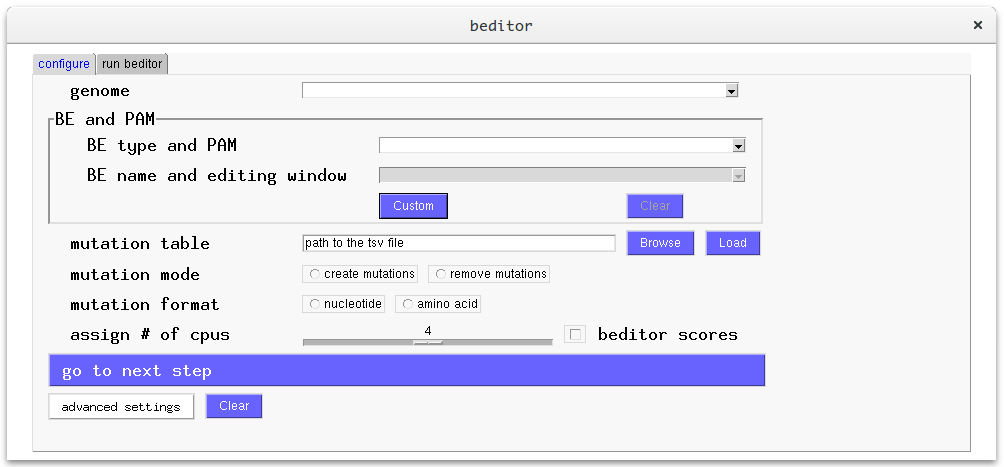 beditor
configure run beditor
genome
BE and PAM
BE type and PAM
BE name and editing window
Custom Clear
mutation table path to the tsv file Browse Load
mutation mode create mutations remove mutations
mutation format nucleotide amino acid
4
assign # of cpus beditor scores
go to next step
advanced settings Clear